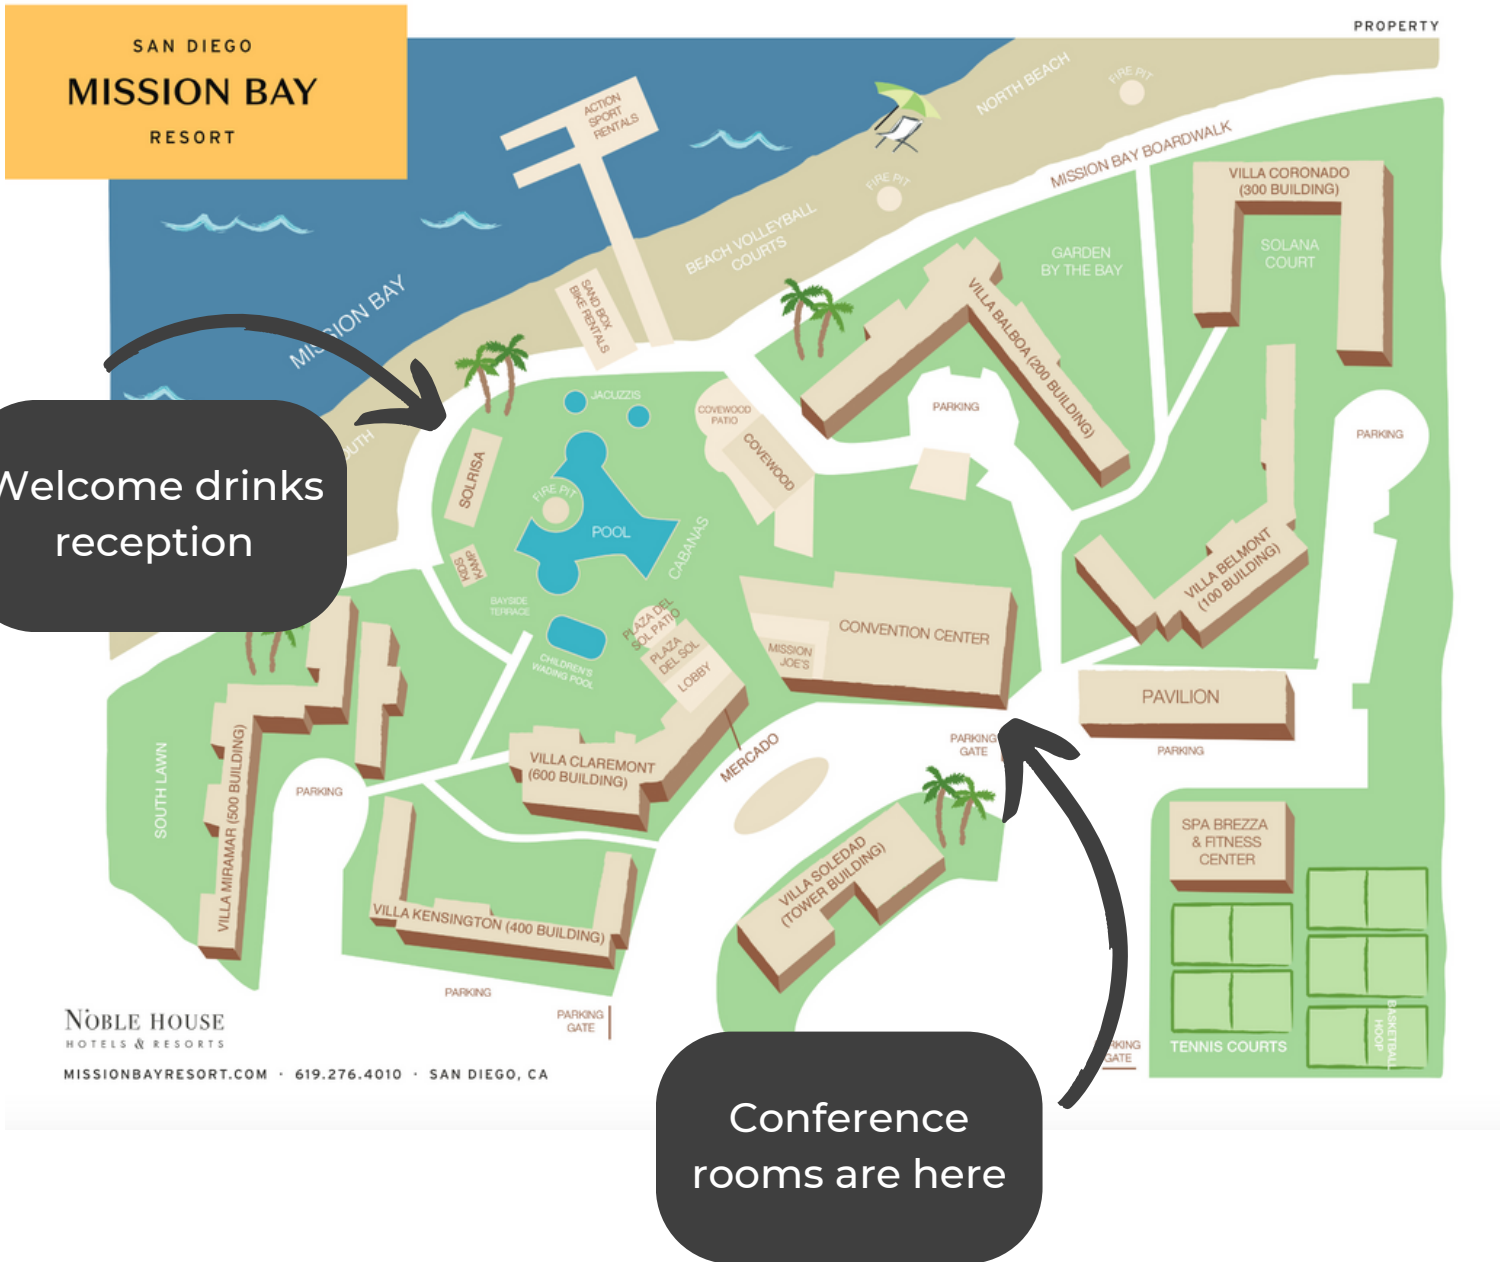 SAN DIEGO
MISSION BAY
RESORT
PROPERTY
ACTION
SPORT
RENTALS
NORTH BEACH
FIRE PIT
MISSION BAY BOARDWALK
FIRE PIT
BEACH VOLLEYBALL
COURTS
VILLA CORONADO
(300 BUILDING)
SOLANA
COURT
GARDEN
BY THE BAY
MISSION BAY
SAND BOX
BIKE RENTALS
VILLA BALBOA (200 BUILDING)
JACUZZIS
COVEWOOD
PATIO
COVEWOOD
PARKING
PARKING
Welcome drinks
reception
SOLRISA
FIRE PIT
POOL
CABANAS
KIDS
KAMP
BAYSIDE
TERRACE
CHILDREN'S
WADING POOL
PLAZA DEL
SOL PATIO
PLAZA
DEL SOL
LOBBY
MISSION
JOE'S
CONVENTION CENTER
VILLA BELMONT
(100 BUILDING)
PAVILION
PARKING
PARKING
GATE
MERCADO
VILLA CLAREMONT
(600 BUILDING)
SOUTH LAWN
VILLA MIRAMAR (500 BUILDING)
PARKING
VILLA KENSINGTON (400 BUILDING)
PARKING
PARKING
GATE
VILLA SOLEDAD
(TOWER BUILDING)
SPA BREZZA
& FITNESS
CENTER
TENNIS COURTS
BASKETBALL
HOOP
GATE
NOBLE HOUSE
HOTELS & RESORTS
MISSIONBAYRESORT.COM · 619.276.4010 · SAN DIEGO, CA
Conference
rooms are here